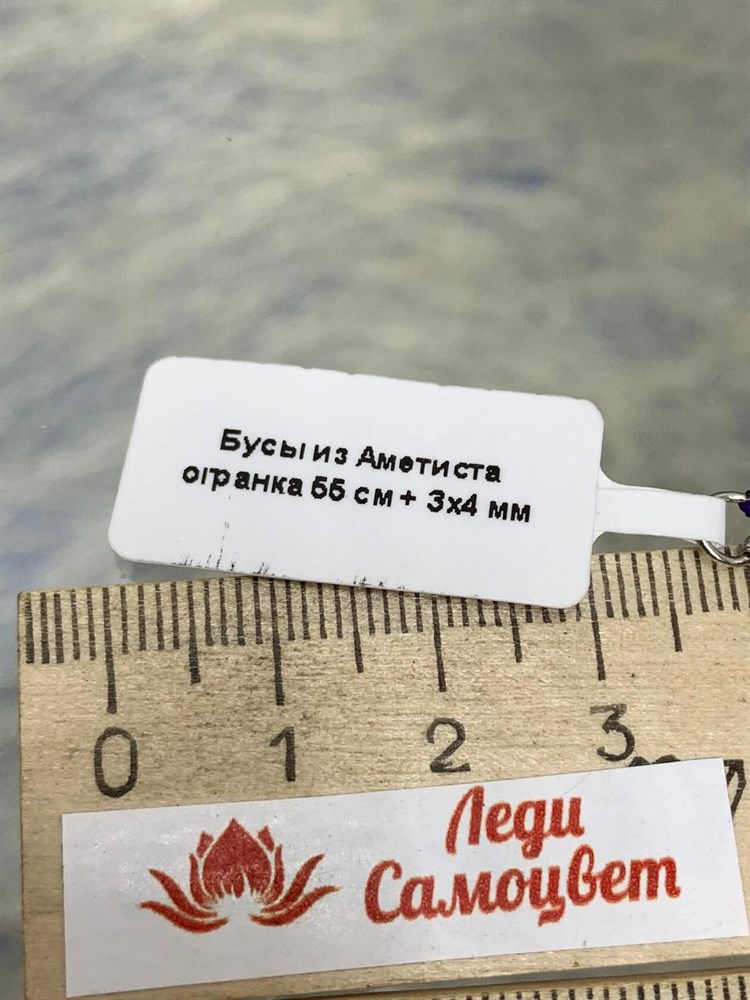 Бусы из Аметиста
огранка 55 см + 3х4 мм
0 1 2 3
Леди
Самоцвет